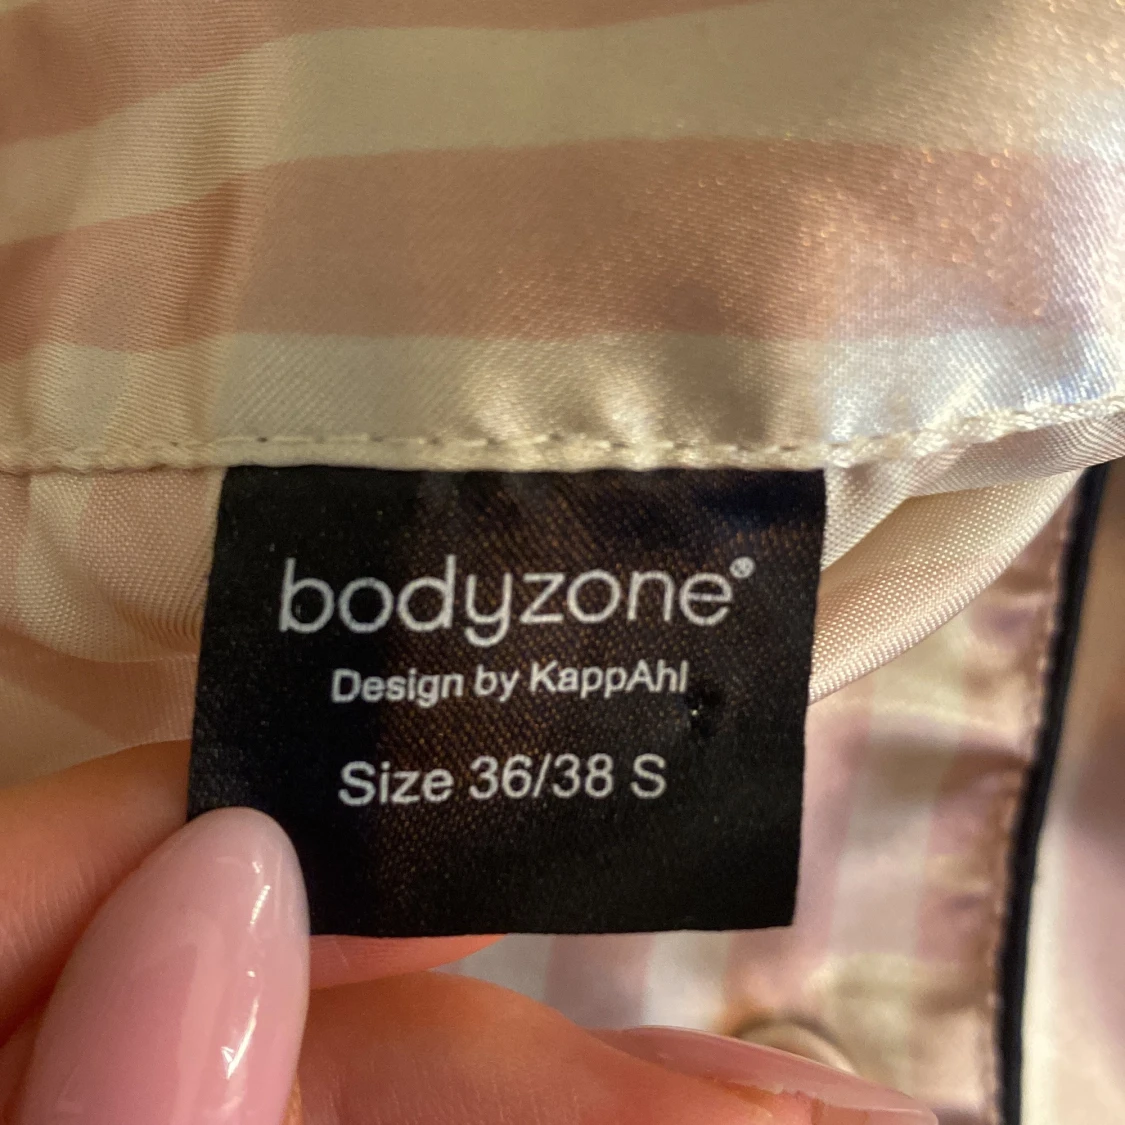 bodyzone®
Design by KappAhl
Size 36/38 S